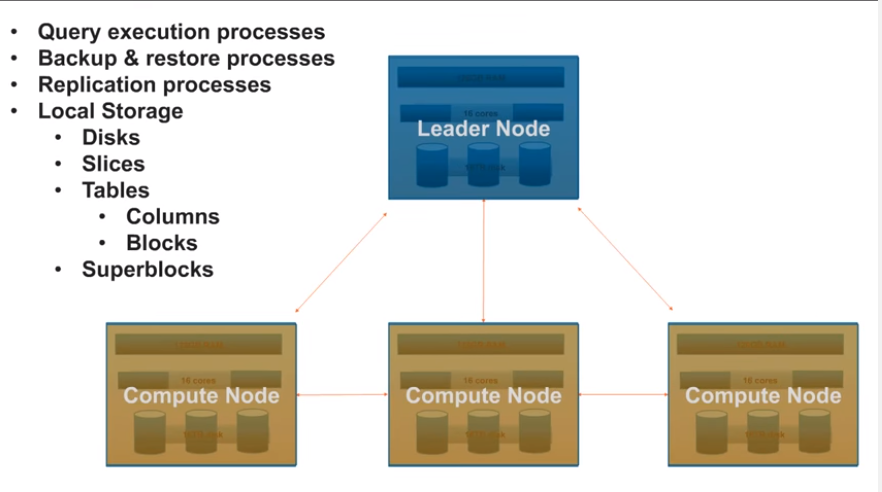 • Query execution processes
• Backup & restore processes
• Replication processes
• Local Storage
• Disks
• Slices
• Tables
• Columns
• Blocks
• Superblocks
16 cores
Leader Node
16 cores
Compute Node
16 cores
Compute Node
16 cores
Compute Node